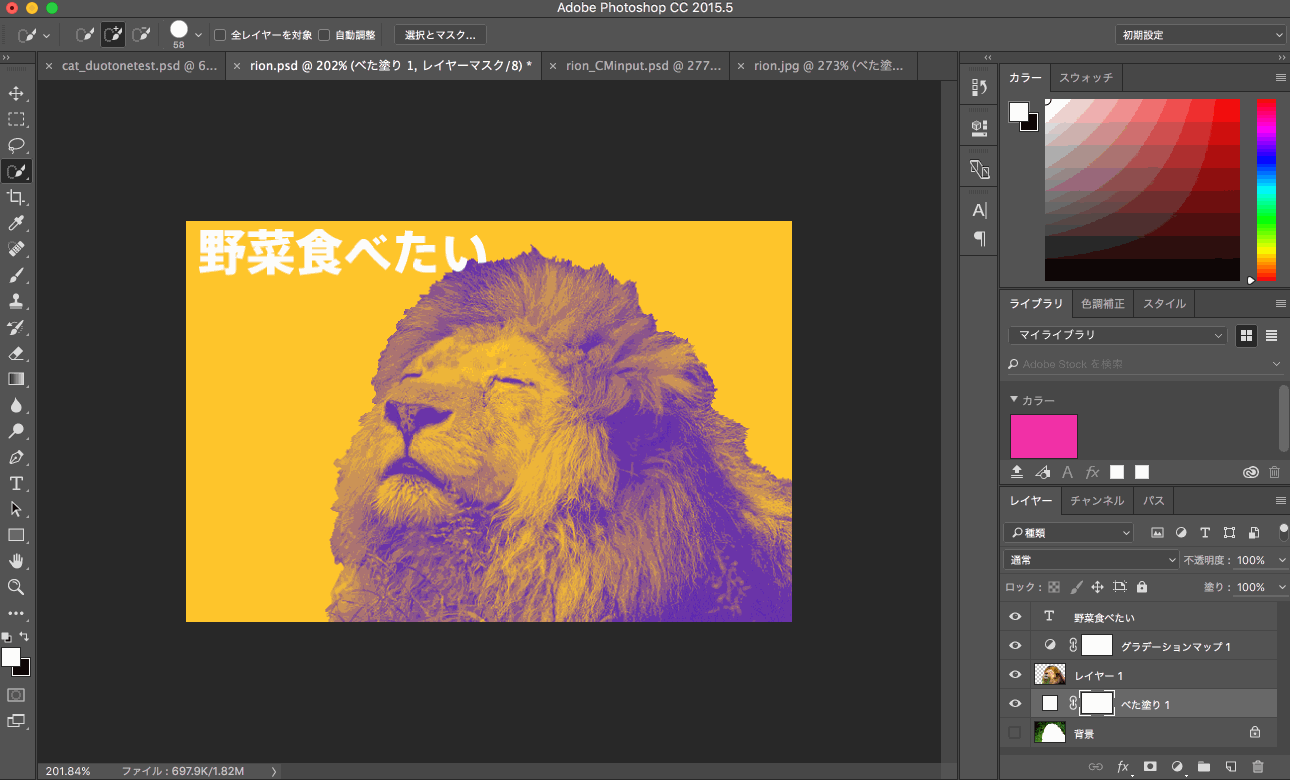 Adobe Photoshop CC 2015.5
58
全レイヤーを対象
自動調整
選択とマスク...
初期設定
cat_duotonetest.psd @ 6...
rion.psd @ 202% (べた塗り 1, レイヤーマスク/8) *
rion_CMinput.psd @ 277...
rion.jpg @ 273% (べた塗...
カラー
スウォッチ
野菜食べたい
ライブラリ
色調補正
スタイル
マイライブラリ
Adobe Stock を検索
カラー
レイヤー
チャンネル
パス
種類
通常
不透明度 : 100%
ロック :
塗り : 100%
野菜食べたい
グラデーションマップ 1
レイヤー 1
べた塗り 1
背景
201.84%
ファイル : 697.9K/1.82M